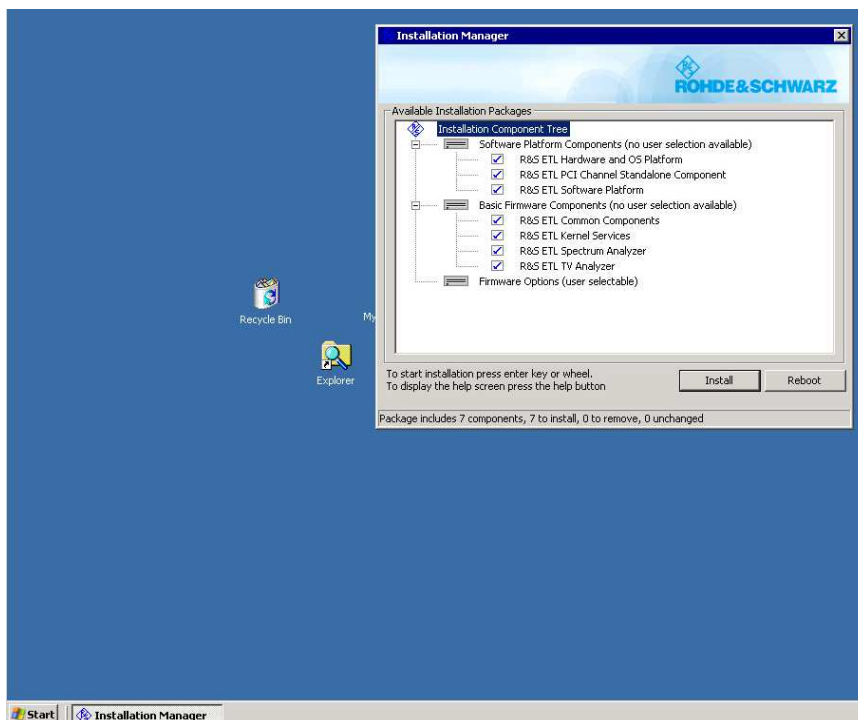 Installation Manager
ROHDE&SCHWARZ
Available Installation Packages
Installation Component Tree
Software Platform Components (no user selection available)
R&S ETL Hardware and OS Platform
R&S ETL PCI Channel Standalone Component
R&S ETL Software Platform
Basic Firmware Components (no user selection available)
R&S ETL Common Components
R&S ETL Kernel Services
R&S ETL Spectrum Analyzer
R&S ETL TV Analyzer
Firmware Options (user selectable)
Recycle Bin
My
Explorer
To start installation press enter key or wheel.
To display the help screen press the help button
Install
Reboot
Package includes 7 components, 7 to install, 0 to remove, 0 unchanged
Start
Installation Manager